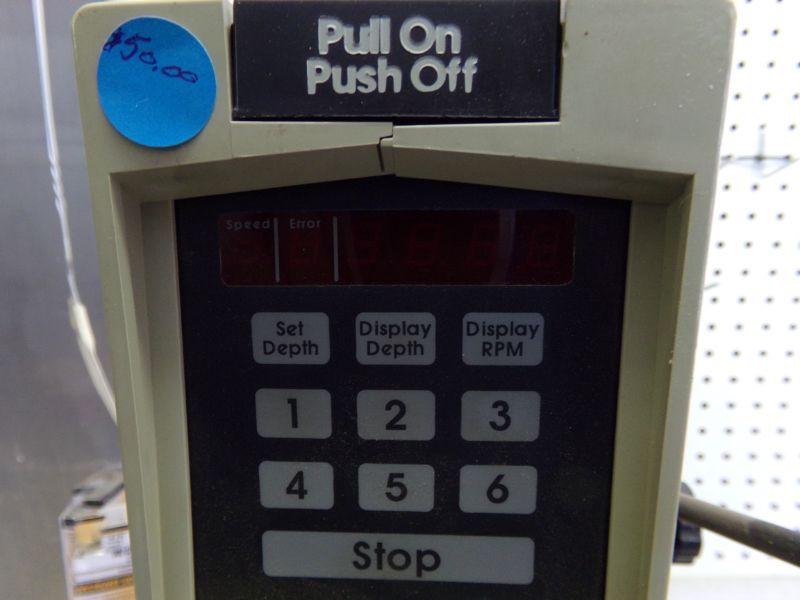 $50.00
Pull On
Push Off
Speed Error
Set Depth
Display Depth
Display RPM
1 2 3
4 5 6
Stop